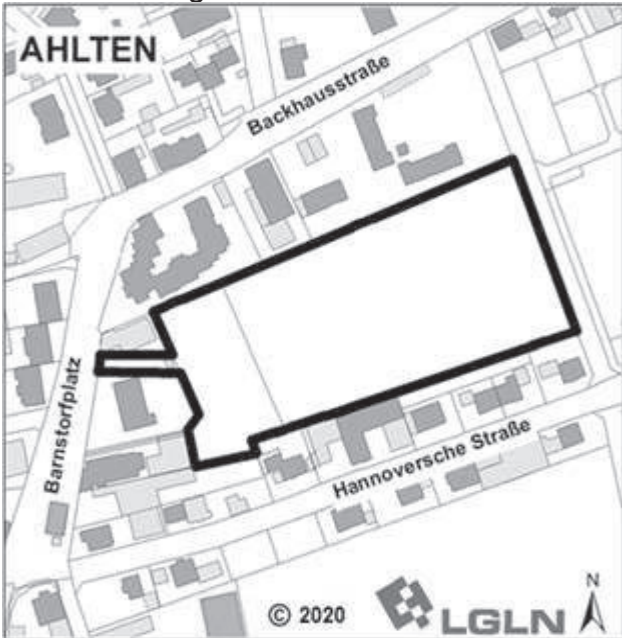 AHLTEN
Backhausstraße
Barnstorfplatz
Hannoversche Straße
© 2020
LGLN
N